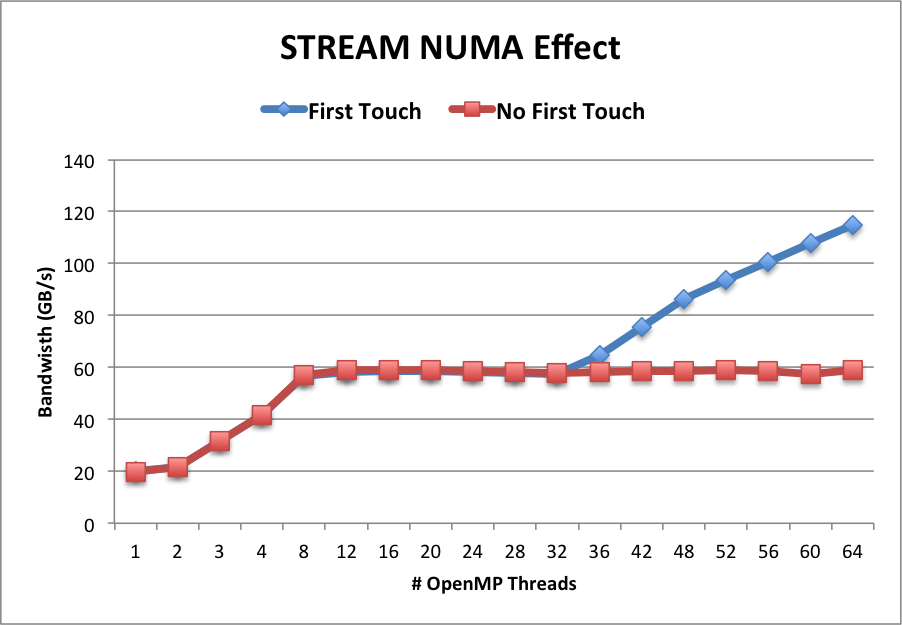 STREAM NUMA Effect
First Touch No First Touch
140
120
100
80
60
40
20
0
Bandwisth (GB/s)
1 2 3 4 8 12 16 20 24 28 32 36 42 48 52 56 60 64
# OpenMP Threads